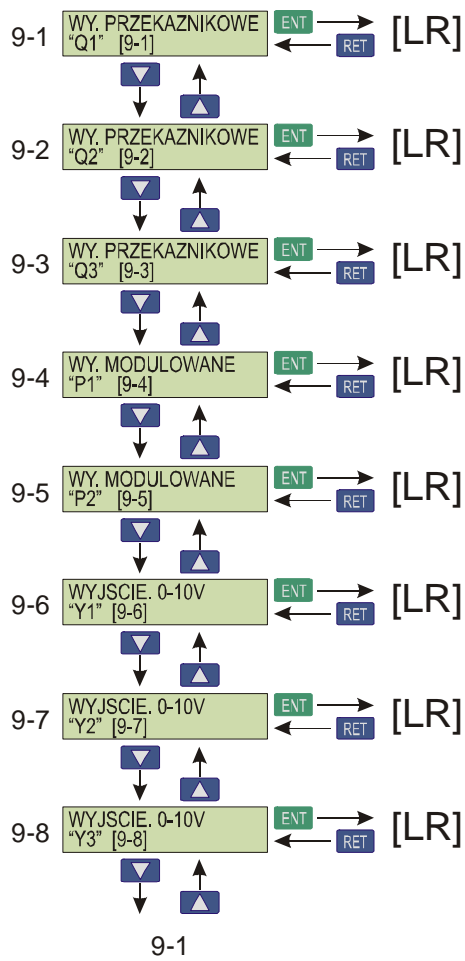 9-1 WY. PRZEKAZNIKOWE ENT [LR]
“Q1” [9-1] RET
9-2 WY. PRZEKAZNIKOWE ENT [LR]
“Q2” [9-2] RET
9-3 WY. PRZEKAZNIKOWE ENT [LR]
“Q3” [9-3] RET
9-4 WY. MODULOWANE ENT [LR]
“P1” [9-4] RET
9-5 WY. MODULOWANE ENT [LR]
“P2” [9-5] RET
9-6 WYJSCIE. 0-10V ENT [LR]
“Y1” [9-6] RET
9-7 WYJSCIE. 0-10V ENT [LR]
“Y2” [9-7] RET
9-8 WYJSCIE. 0-10V ENT [LR]
“Y3” [9-8] RET
9-1